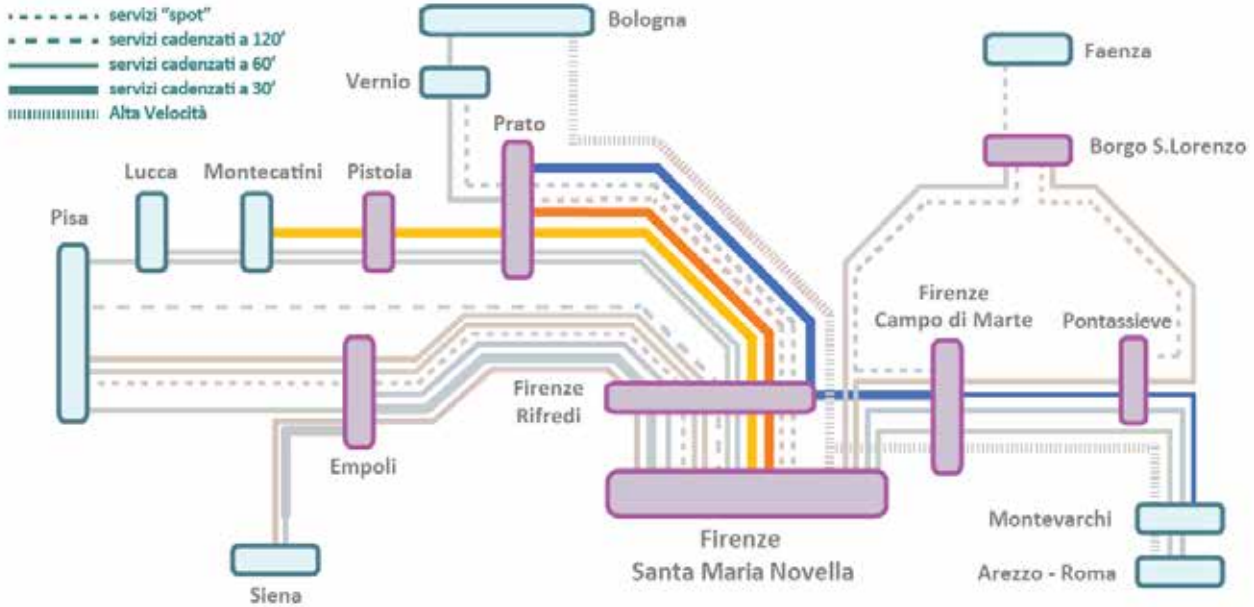 servizi "spot"
servizi cadenzati a 120'
servizi cadenzati a 60'
servizi cadenzati a 30'
Alta Velocità
Bologna
Faenza
Vernio
Prato
Borgo S.Lorenzo
Lucca
Montecatini
Pistoia
Pisa
Firenze
Campo di Marte
Pontassieve
Firenze
Rifredi
Empoli
Montevarchi
Firenze
Santa Maria Novella
Arezzo - Roma
Siena